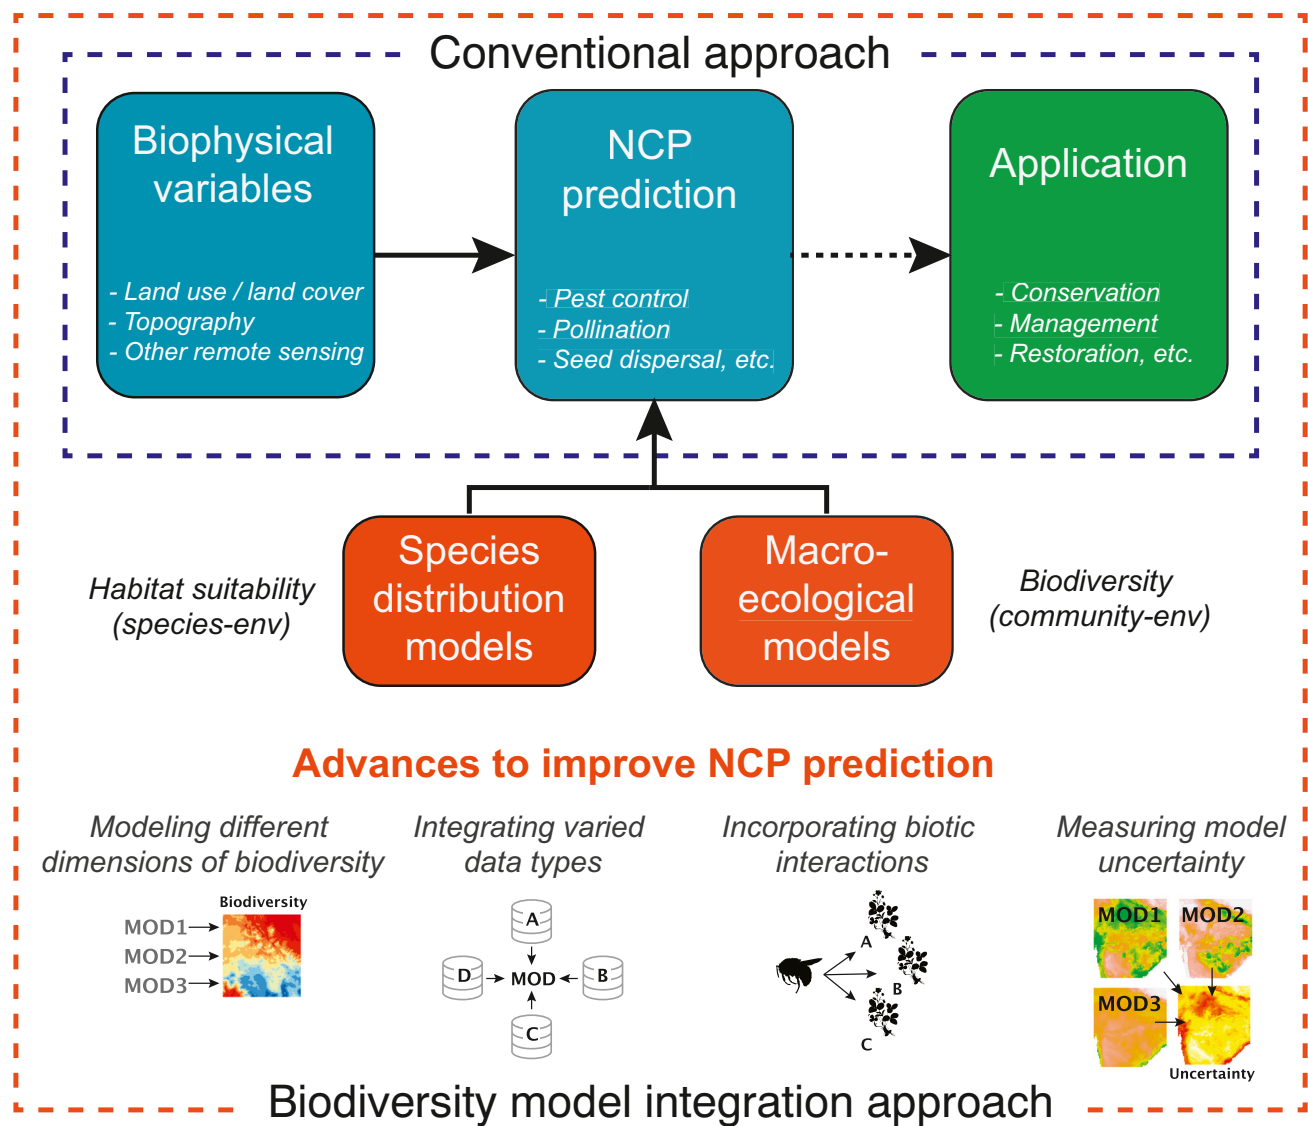 Conventional approach
Biophysical
variables
- Land use / land cover
- Topography
- Other remote sensing
NCP
prediction
- Pest control
- Pollination
- Seed dispersal, etc.
Application
- Conservation
- Management
- Restoration, etc.
Habitat suitability
(species-env)
Species
distribution
models
Macro-
ecological
models
Biodiversity
(community-env)
Advances to improve NCP prediction
Modeling different
dimensions of biodiversity
Biodiversity
MOD1
MOD2
MOD3
Integrating varied
data types
A
D
MOD
B
C
Incorporating biotic
interactions
A
B
C
Measuring model
uncertainty
MOD1
MOD2
MOD3
Uncertainty
Biodiversity model integration approach